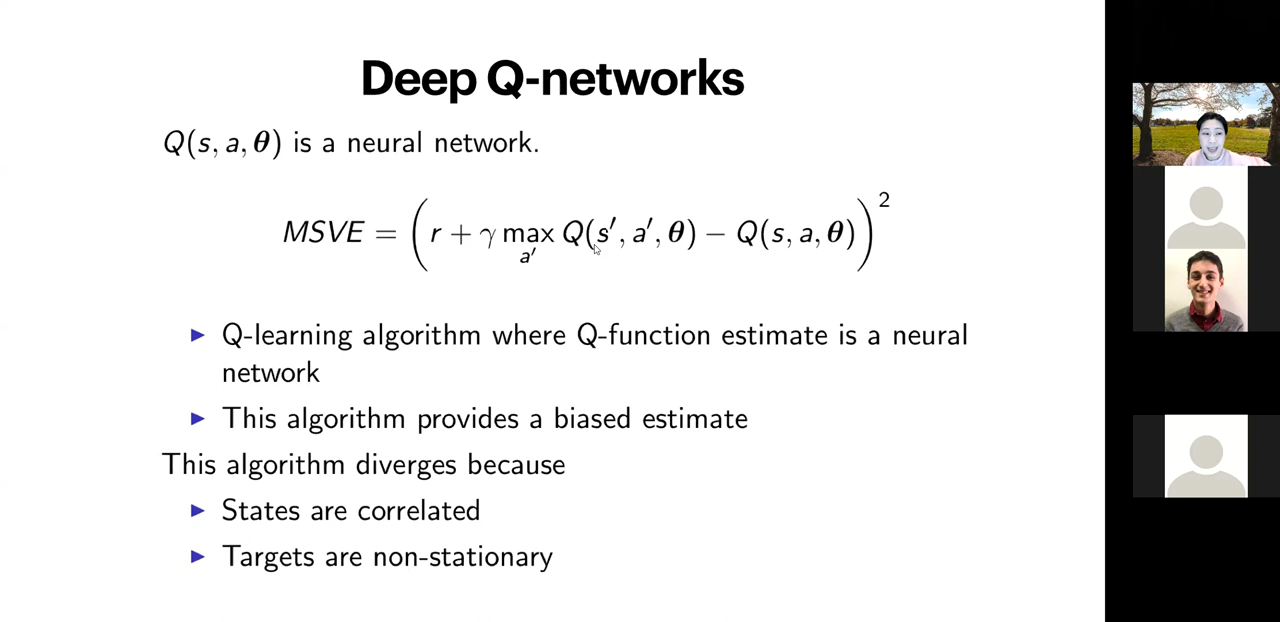 Deep Q-networks
Q(s, a, θ) is a neural network.
MSVE = ( r + γ max_{a′} Q(s′, a′, θ) − Q(s, a, θ) )²
▶ Q-learning algorithm where Q-function estimate is a neural
network
▶ This algorithm provides a biased estimate
This algorithm diverges because
▶ States are correlated
▶ Targets are non-stationary